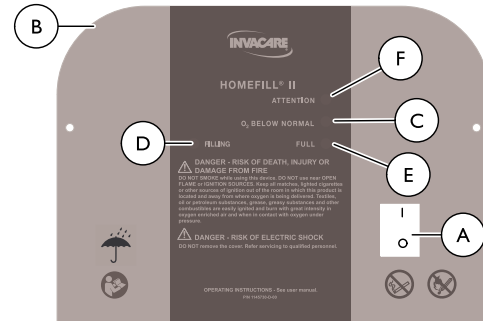 B
INVACARE®
HOMEFILL® II
F
ATTENTION
O₂ BELOW NORMAL
C
D
FILLING
FULL
E
DANGER - RISK OF DEATH, INJURY OR
DAMAGE FROM FIRE
DO NOT SMOKE while using this device. DO NOT use near OPEN
FLAME or IGNITION SOURCES. Keep all matches, lighted cigarettes
or other sources of ignition out of the room in which this product is
located and away from where oxygen is being delivered. Textiles,
oil or petroleum substances, grease, greasy substances and other
combustibles are easily ignited and burn with great intensity in
oxygen enriched air and when in contact with oxygen under
pressure.
DANGER - RISK OF ELECTRIC SHOCK
DO NOT remove the cover. Refer servicing to qualified personnel.
I
O
A
OPERATING INSTRUCTIONS - See user manual.
P/N